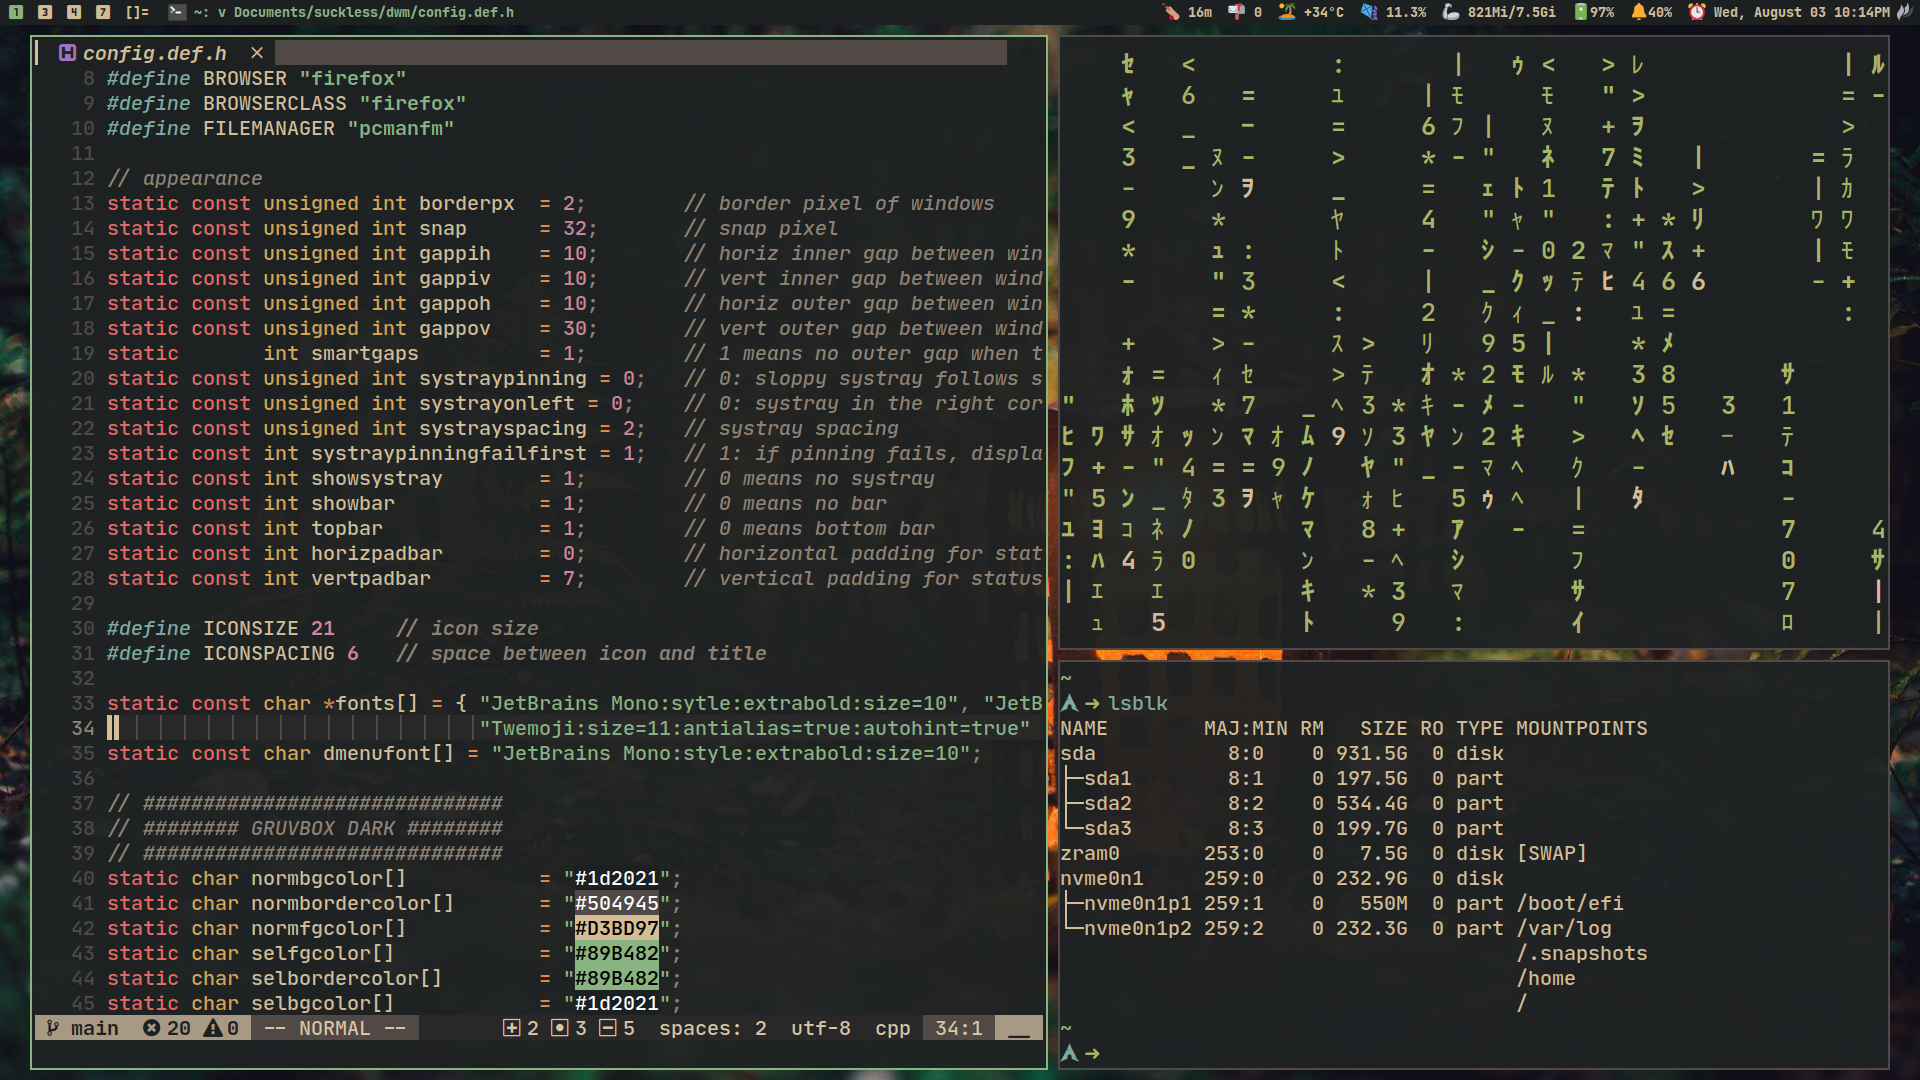 1 3 4 7 []= ~: v Documents/suckless/dwm/config.def.h 16m 0 +34°C 11.3% 821Mi/7.5Gi 97% 40% Wed, August 03 10:14PM
config.def.h ×
8 #define BROWSER "firefox"
9 #define BROWSERCLASS "firefox"
10 #define FILEMANAGER "pcmanfm"
11
12 // appearance
13 static const unsigned int borderpx = 2; // border pixel of windows
14 static const unsigned int snap = 32; // snap pixel
15 static const unsigned int gappih = 10; // horiz inner gap between win
16 static const unsigned int gappiv = 10; // vert inner gap between wind
17 static const unsigned int gappoh = 10; // horiz outer gap between win
18 static const unsigned int gappov = 30; // vert outer gap between wind
19 static int smartgaps = 1; // 1 means no outer gap when t
20 static const unsigned int systraypinning = 0; // 0: sloppy systray follows s
21 static const unsigned int systrayonleft = 0; // 0: systray in the right cor
22 static const unsigned int systrayspacing = 2; // systray spacing
23 static const int systraypinningfailfirst = 1; // 1: if pinning fails, displa
24 static const int showsystray = 1; // 0 means no systray
25 static const int showbar = 1; // 0 means no bar
26 static const int topbar = 1; // 0 means bottom bar
27 static const int horizpadbar = 0; // horizontal padding for stat
28 static const int vertpadbar = 7; // vertical padding for status
29
30 #define ICONSIZE 21 // icon size
31 #define ICONSPACING 6 // space between icon and title
32
33 static const char *fonts[] = { "JetBrains Mono:sytle:extrabold:size=10", "JetB
34 "Twemoji:size=11:antialias=true:autohint=true"
35 static const char dmenufont[] = "JetBrains Mono:style:extrabold:size=10";
36
37 // ##############################
38 // ######## GRUVBOX DARK ########
39 // ##############################
40 static char normbgcolor[] = "#1d2021";
41 static char normbordercolor[] = "#504945";
42 static char normfgcolor[] = "#D3BD97";
43 static char selfgcolor[] = "#89B482";
44 static char selbordercolor[] = "#89B482";
45 static char selbgcolor[] = "#1d2021";
main 20 0 -- NORMAL -- 2 3 5 spaces: 2 utf-8 cpp 34:1
~
➜ lsblk
NAME MAJ:MIN RM SIZE RO TYPE MOUNTPOINTS
sda 8:0 0 931.5G 0 disk
├─sda1 8:1 0 197.5G 0 part
├─sda2 8:2 0 534.4G 0 part
└─sda3 8:3 0 199.7G 0 part
zram0 253:0 0 7.5G 0 disk [SWAP]
nvme0n1 259:0 0 232.9G 0 disk
├─nvme0n1p1 259:1 0 550M 0 part /boot/efi
└─nvme0n1p2 259:2 0 232.3G 0 part /var/log
/.snapshots
/home
/
~
➜